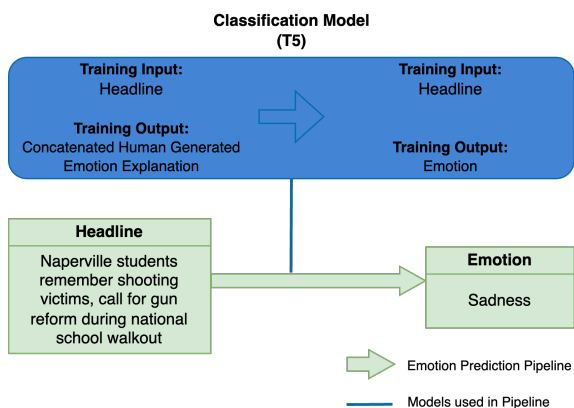 Classification Model
(T5)
Training Input:
Headline
Training Output:
Concatenated Human Generated
Emotion Explanation
Training Input:
Headline
Training Output:
Emotion
Headline
Naperville students
remember shooting
victims, call for gun
reform during national
school walkout
Emotion
Sadness
Emotion Prediction Pipeline
Models used in Pipeline